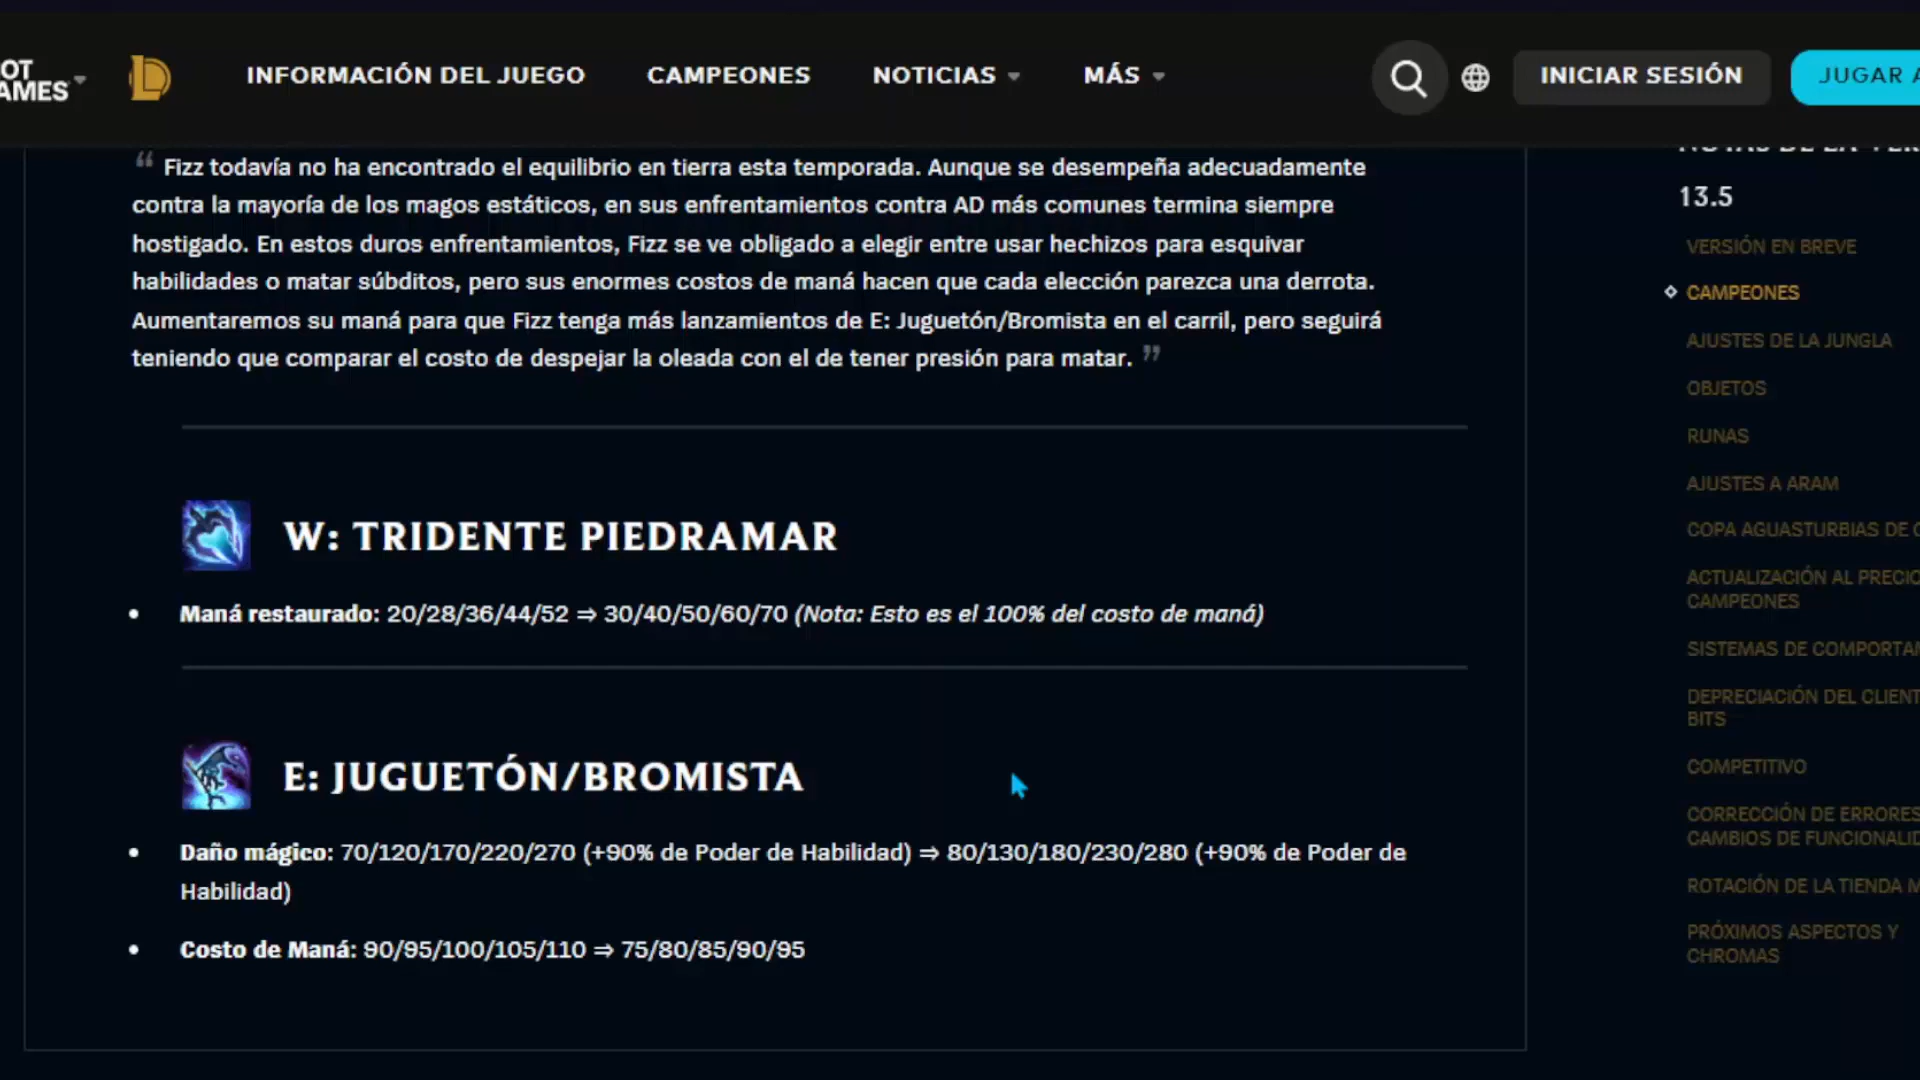 OT
AMES
INFORMACIÓN DEL JUEGO
CAMPEONES
NOTICIAS
MÁS
INICIAR SESIÓN
JUGAR A
“ Fizz todavía no ha encontrado el equilibrio en tierra esta temporada. Aunque se desempeña adecuadamente
contra la mayoría de los magos estáticos, en sus enfrentamientos contra AD más comunes termina siempre
hostigado. En estos duros enfrentamientos, Fizz se ve obligado a elegir entre usar hechizos para esquivar
habilidades o matar súbditos, pero sus enormes costos de maná hacen que cada elección parezca una derrota.
Aumentaremos su maná para que Fizz tenga más lanzamientos de E: Juguetón/Bromista en el carril, pero seguirá
teniendo que comparar el costo de despejar la oleada con el de tener presión para matar. ”
W: TRIDENTE PIEDRAMAR
• Maná restaurado: 20/28/36/44/52 ⇒ 30/40/50/60/70 (Nota: Esto es el 100% del costo de maná)
E: JUGUETÓN/BROMISTA
• Daño mágico: 70/120/170/220/270 (+90% de Poder de Habilidad) ⇒ 80/130/180/230/280 (+90% de Poder de
Habilidad)
• Costo de Maná: 90/95/100/105/110 ⇒ 75/80/85/90/95
NOTAS DE LA VER
13.5
VERSIÓN EN BREVE
CAMPEONES
AJUSTES DE LA JUNGLA
OBJETOS
RUNAS
AJUSTES A ARAM
COPA AGUASTURBIAS DE C
ACTUALIZACIÓN AL PRECIO
CAMPEONES
SISTEMAS DE COMPORTAM
DEPRECIACIÓN DEL CLIENT
BITS
COMPETITIVO
CORRECCIÓN DE ERRORES
CAMBIOS DE FUNCIONALID
ROTACIÓN DE LA TIENDA M
PRÓXIMOS ASPECTOS Y
CHROMAS